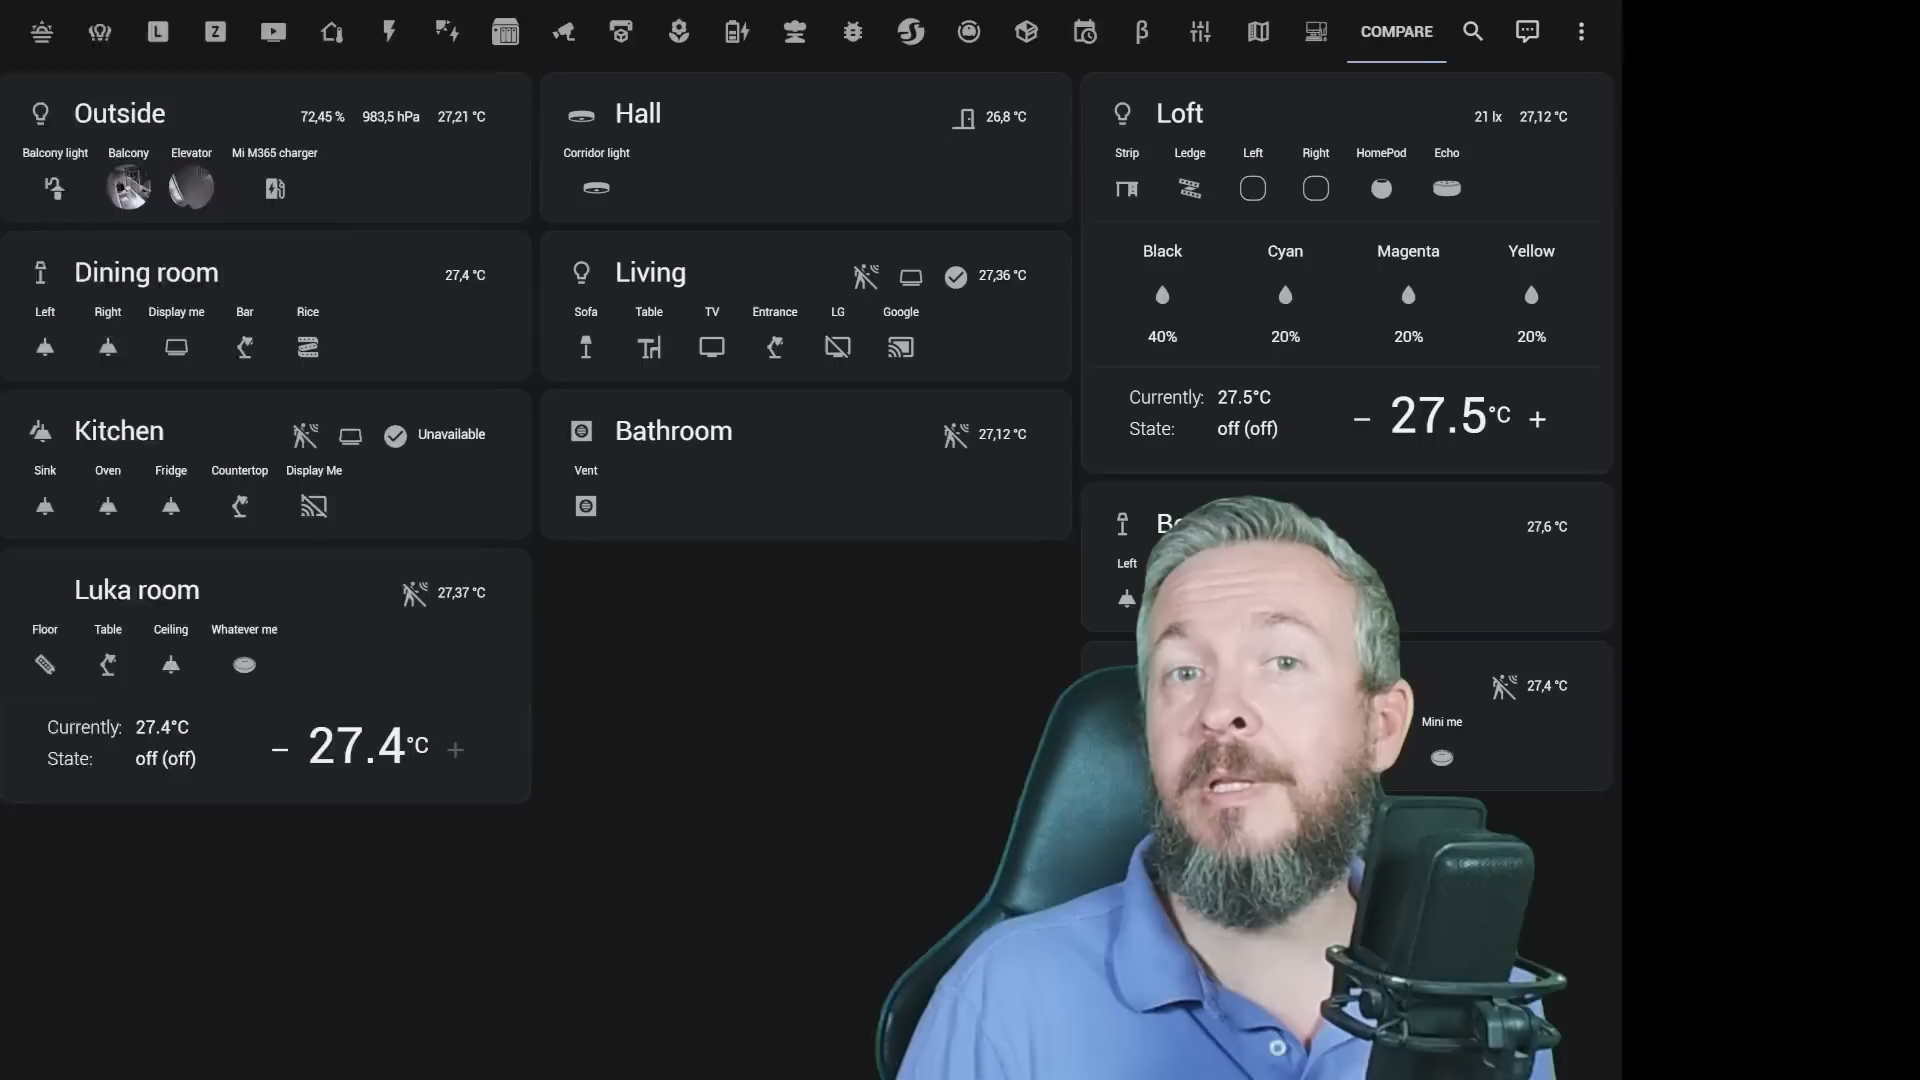 L Z β COMPARE
Outside 72,45 % 983,5 hPa 27,21 °C
Balcony light Balcony Elevator Mi M365 charger
Hall 26,8 °C
Corridor light
Loft 21 lx 27,12 °C
Strip Ledge Left Right HomePod Echo
Black Cyan Magenta Yellow
40% 20% 20% 20%
Currently: 27.5°C
State: off (off)
− 27.5°C +
Dining room 27,4 °C
Left Right Display me Bar Rice
Living 27,36 °C
Sofa Table TV Entrance LG Google
Kitchen Unavailable
Sink Oven Fridge Countertop Display Me
Bathroom 27,12 °C
Vent
27,6 °C
Left
Luka room 27,37 °C
Floor Table Ceiling Whatever me
Currently: 27.4°C
State: off (off)
− 27.4°C +
27,4 °C
Mini me